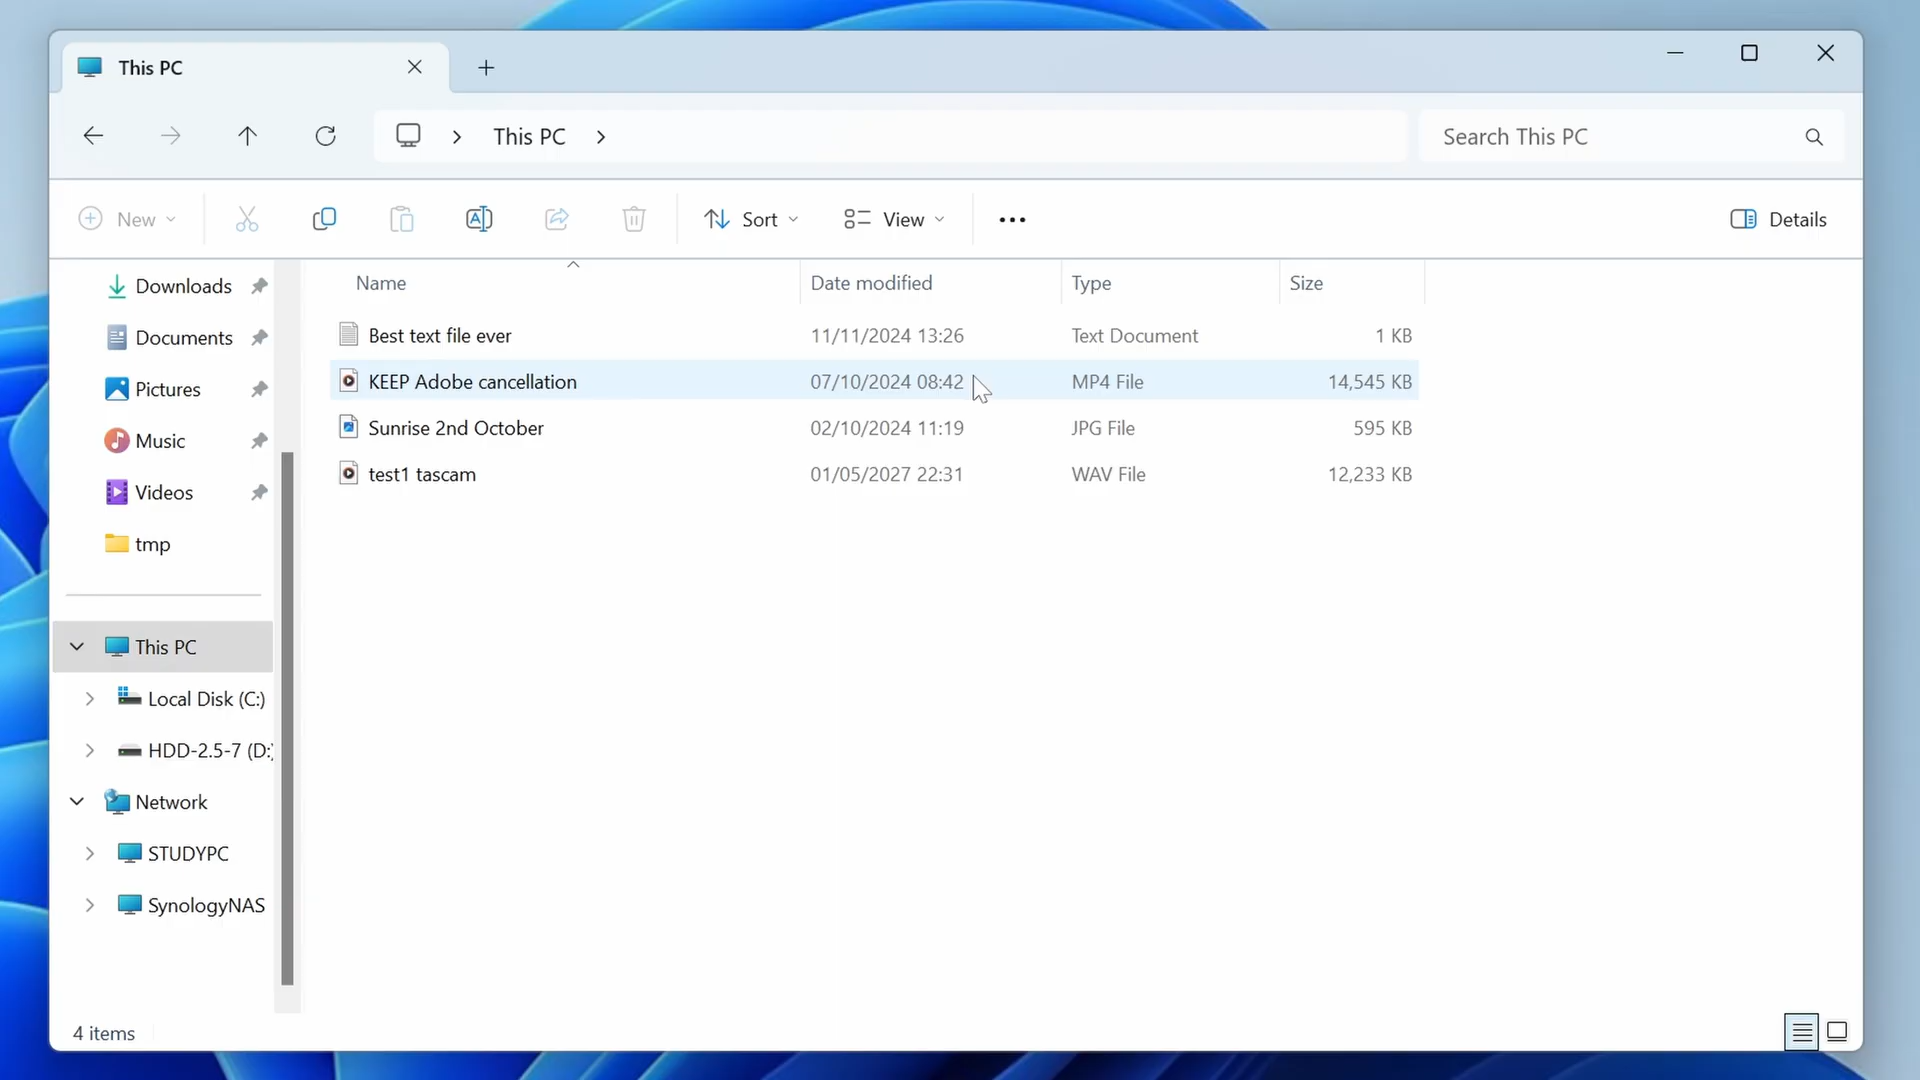 This PC
This PC
Search This PC
New
Sort
View
Details
Name Date modified Type Size
Downloads
Documents
Pictures
Music
Videos
tmp
This PC
Local Disk (C:)
HDD-2.5-7 (D:)
Network
STUDYPC
SynologyNAS
Best text file ever 11/11/2024 13:26 Text Document 1 KB
KEEP Adobe cancellation 07/10/2024 08:42 MP4 File 14,545 KB
Sunrise 2nd October 02/10/2024 11:19 JPG File 595 KB
test1 tascam 01/05/2027 22:31 WAV File 12,233 KB
4 items